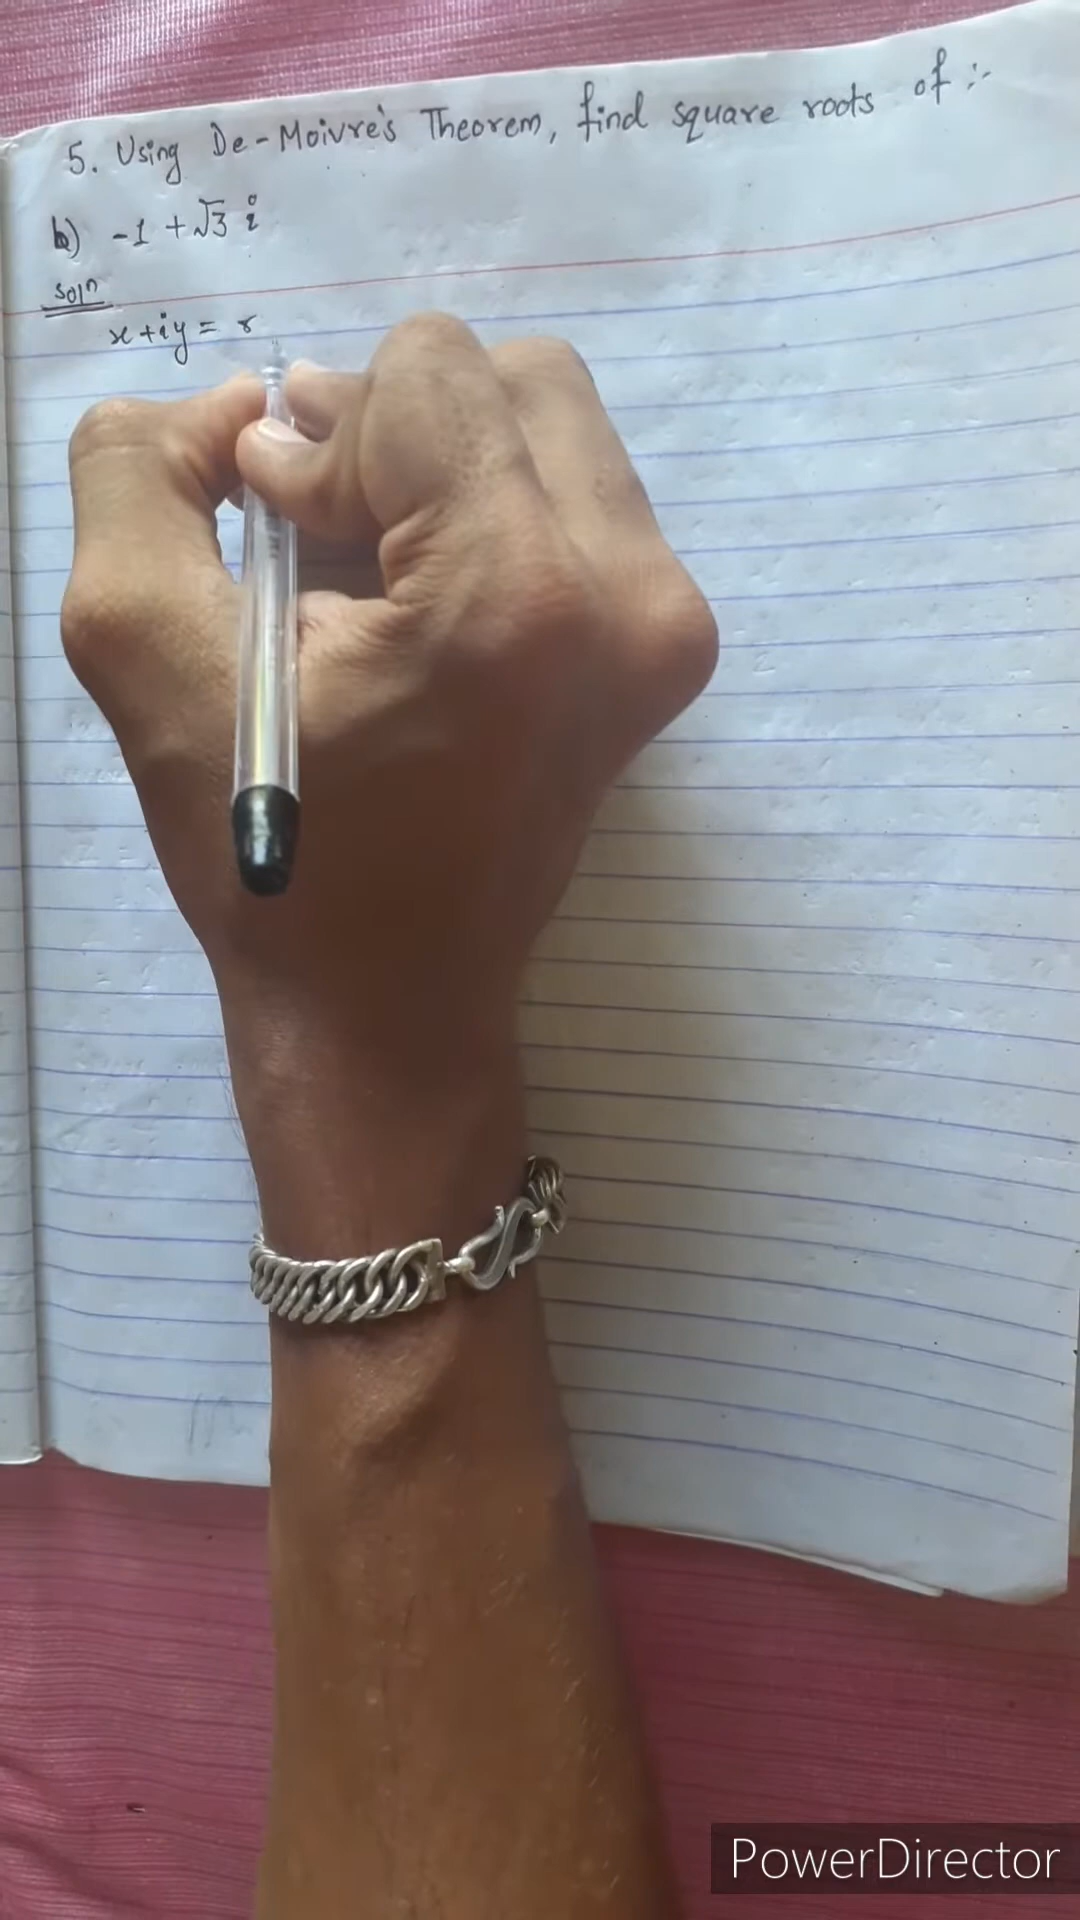 5. Using De-Moivre's Theorem, find square roots of :-
b) -1 + √3 i
Soln
x + iy = r
PowerDirector